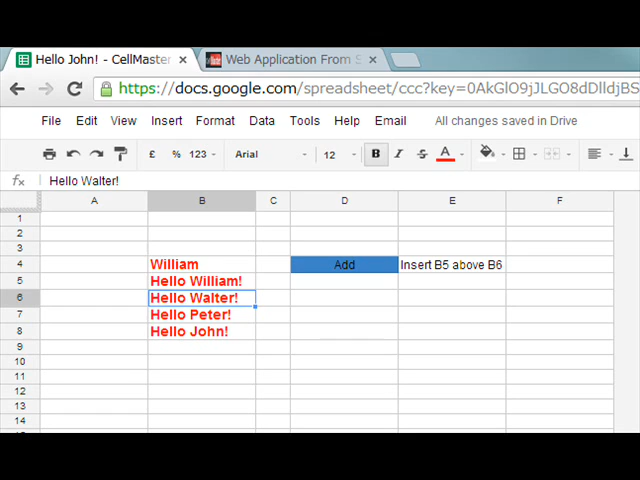 Hello John! - CellMaster
Web Application From S
https://docs.google.com/spreadsheet/ccc?key=0AkGlO9jJLGO8dDlldjBS
File Edit View Insert Format Data Tools Help Email All changes saved in Drive
£ % 123 Arial 12 B I S A
fx Hello Walter!
A B C D E F
1
2
3
4 William Add Insert B5 above B6
5 Hello William!
6 Hello Walter!
7 Hello Peter!
8 Hello John!
9
10
11
12
13
14